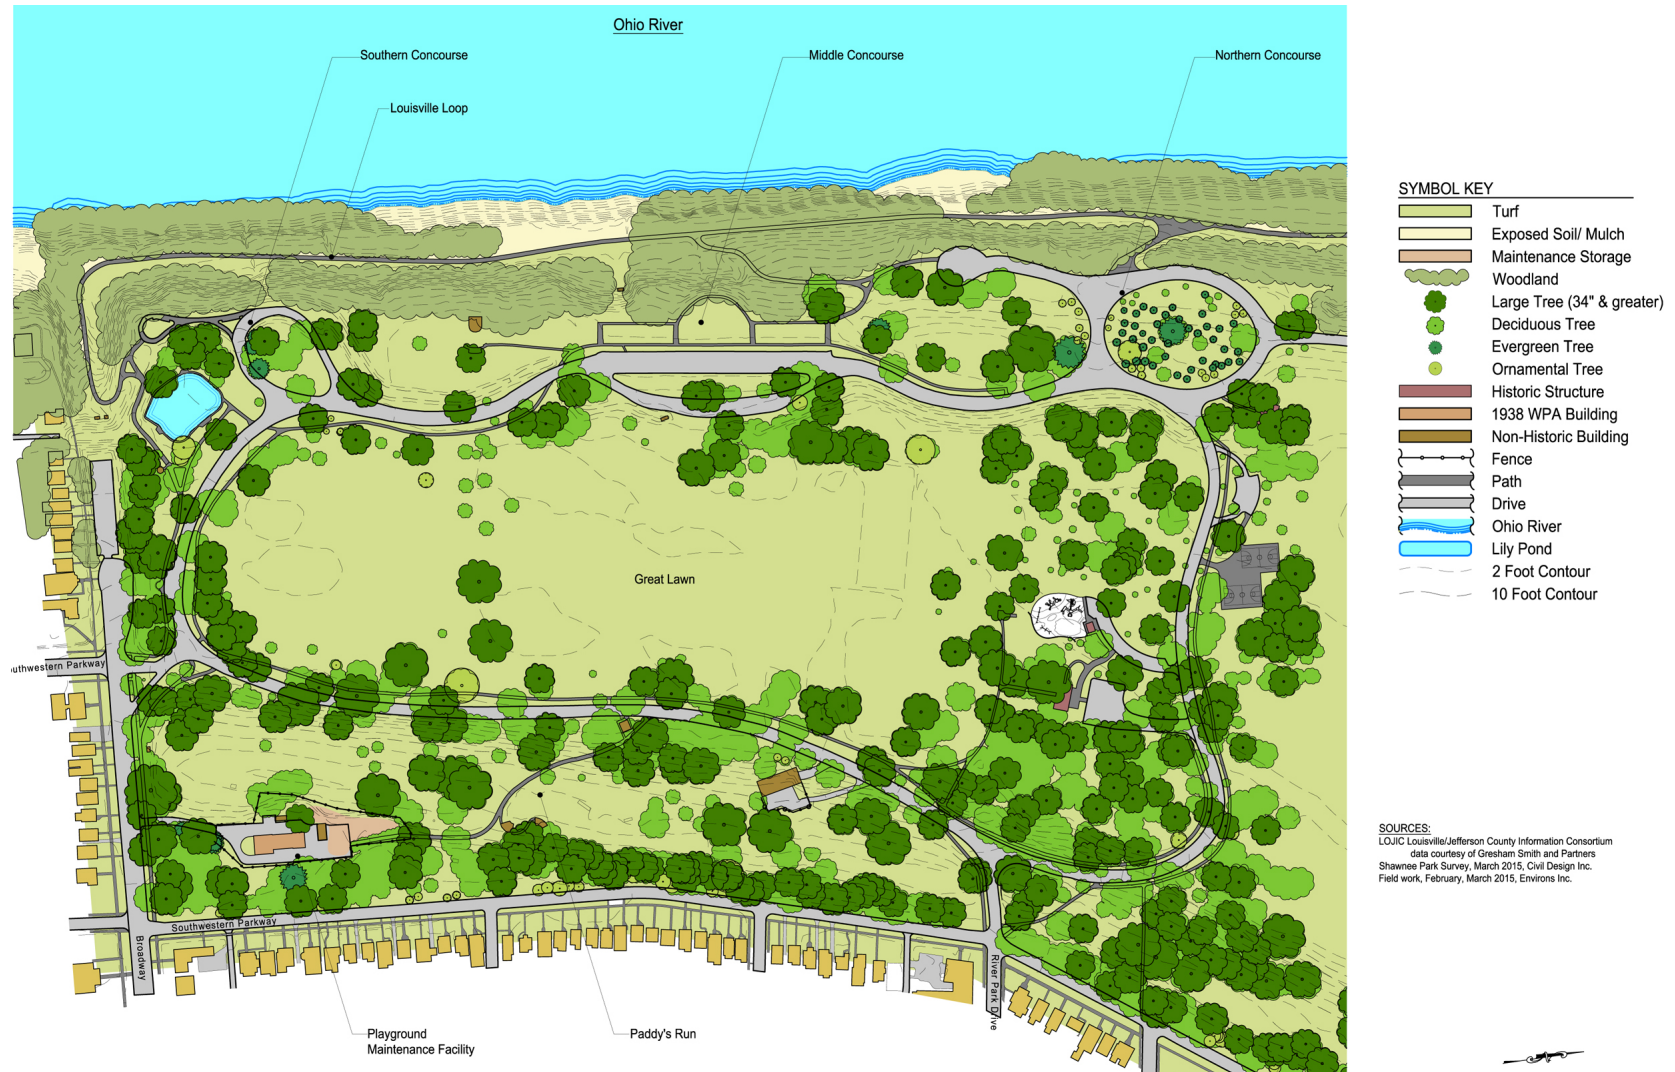 Ohio River
Southern Concourse
Middle Concourse
Northern Concourse
Louisville Loop
SYMBOL KEY
Turf
Exposed Soil/ Mulch
Maintenance Storage
Woodland
Large Tree (34" & greater)
Deciduous Tree
Evergreen Tree
Ornamental Tree
Historic Structure
1938 WPA Building
Non-Historic Building
Fence
Path
Drive
Ohio River
Lily Pond
2 Foot Contour
10 Foot Contour
Great Lawn
uthwestern Parkway
SOURCES:
LOJIC Louisville/Jefferson County Information Consortium
data courtesy of Gresham Smith and Partners
Shawnee Park Survey, March 2015, Civil Design Inc.
Field work, February, March 2015, Environs Inc.
Southwestern Parkway
Broadway
River Park Drive
Playground
Maintenance Facility
Paddy's Run